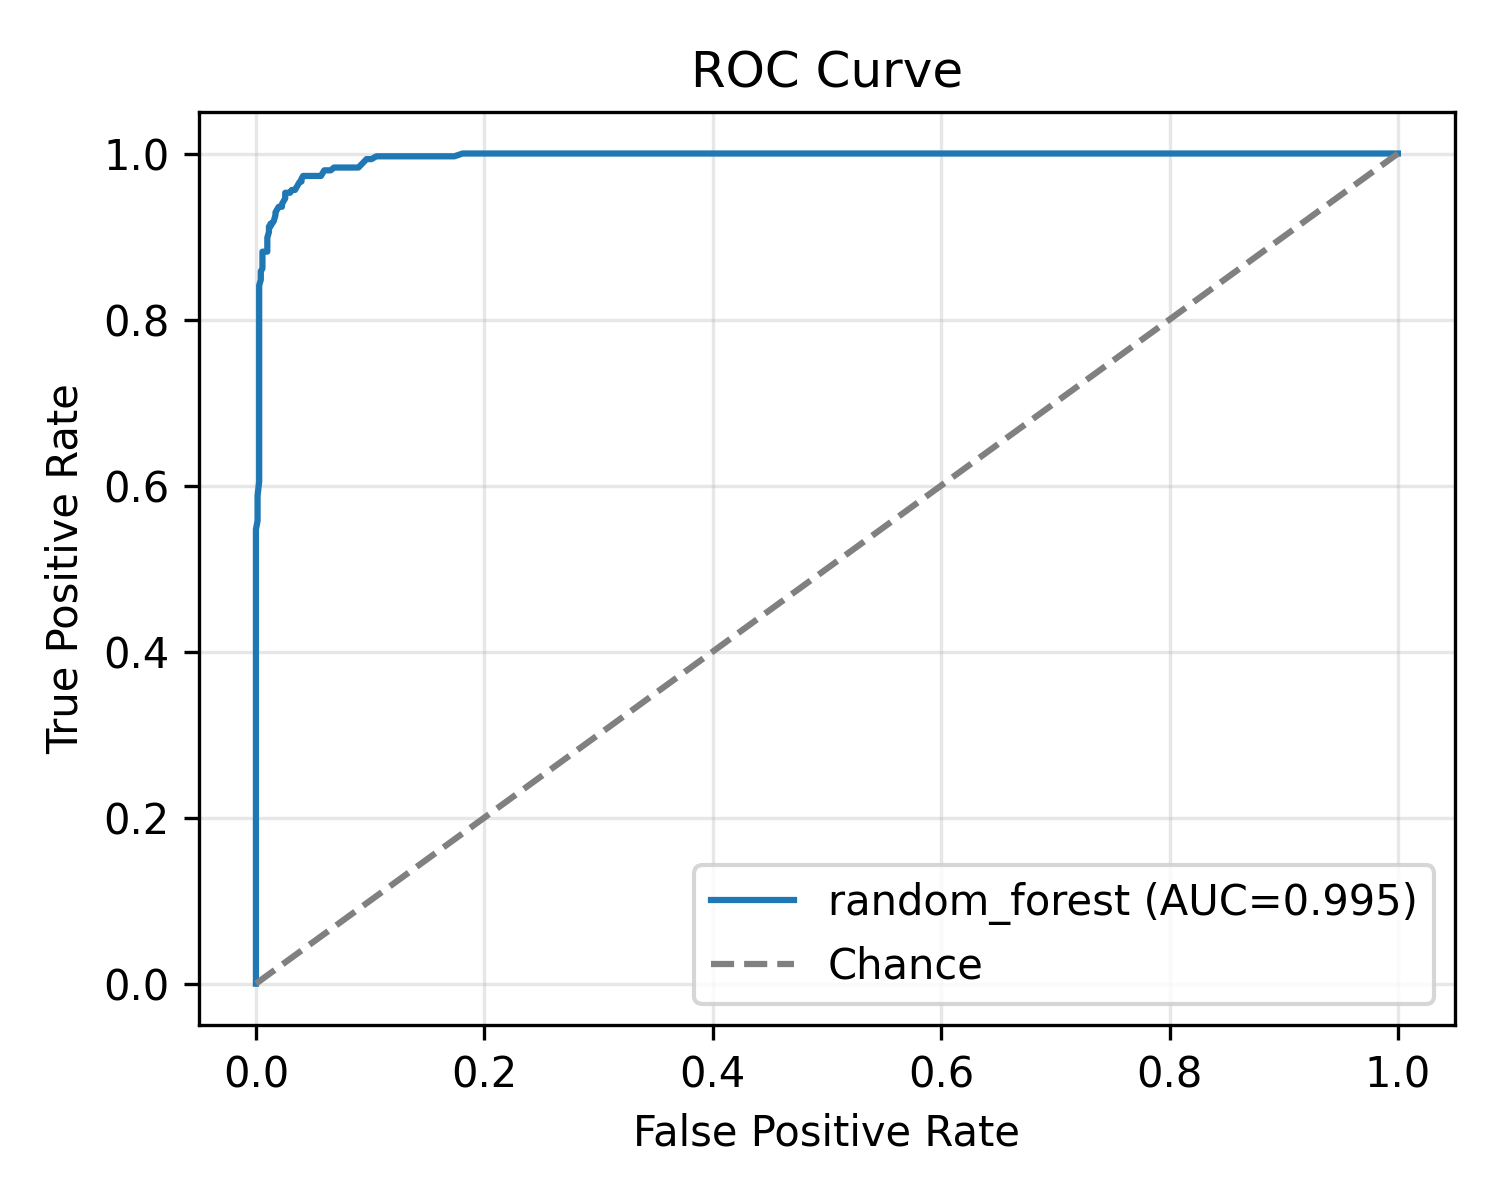 ROC Curve
True Positive Rate
1.0
0.8
0.6
0.4
0.2
0.0
random_forest (AUC=0.995)
Chance
0.0 0.2 0.4 0.6 0.8 1.0
False Positive Rate